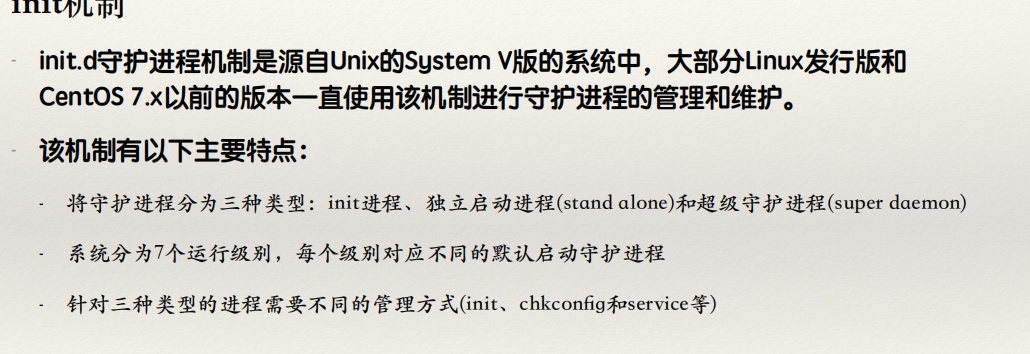 init机制
- init.d守护进程机制是源自Unix的System V版的系统中，大部分Linux发行版和
CentOS 7.x以前的版本一直使用该机制进行守护进程的管理和维护。
- 该机制有以下主要特点：
- 将守护进程分为三种类型：init进程、独立启动进程(stand alone)和超级守护进程(super daemon)
- 系统分为7个运行级别，每个级别对应不同的默认启动守护进程
- 针对三种类型的进程需要不同的管理方式(init、chkconfig和service等)